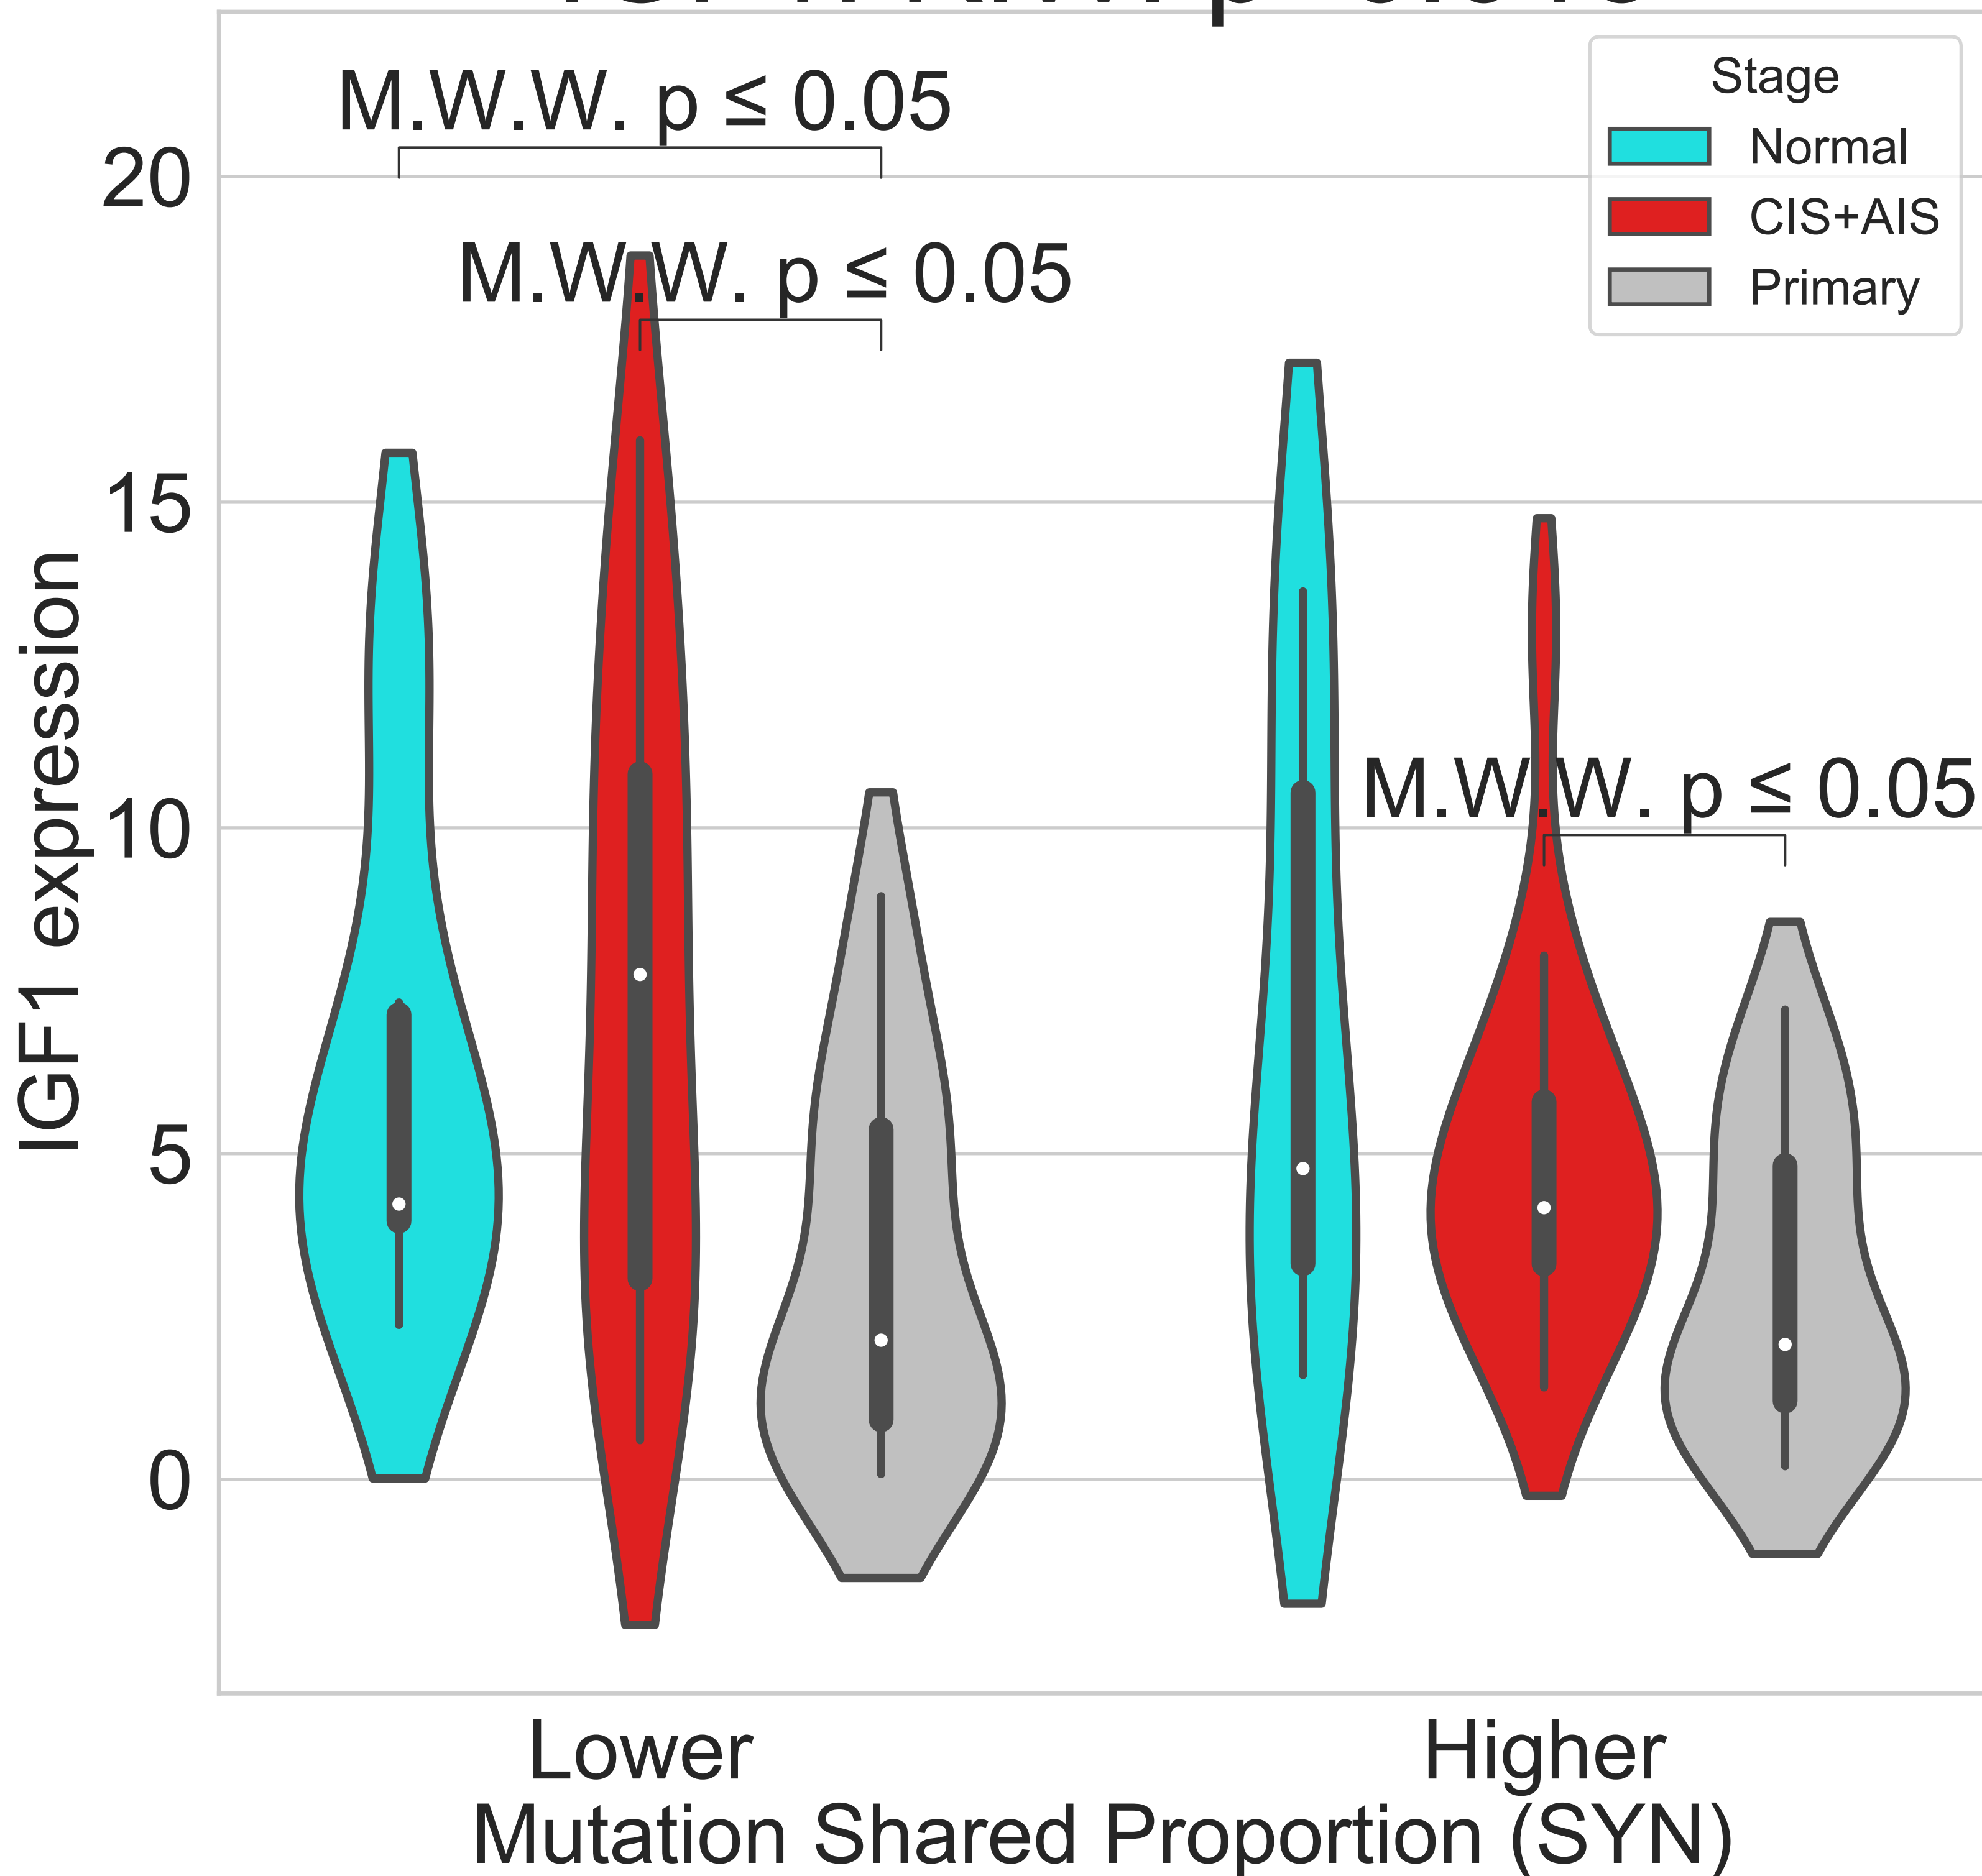 M.W.W. p ≤ 0.05
M.W.W. p ≤ 0.05
M.W.W. p ≤ 0.05
Stage
Normal
CIS+AIS
Primary
20
15
10
5
0
IGF1 expression
Lower
Higher
Mutation Shared Proportion (SYN)